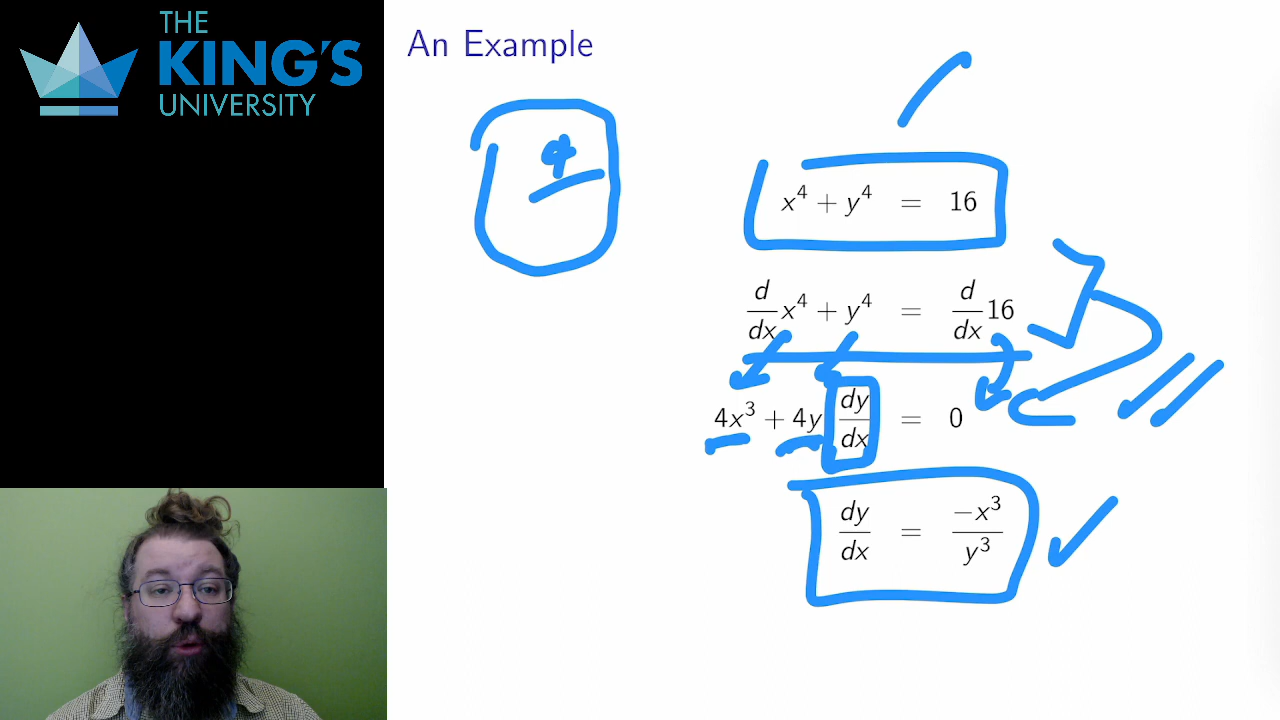 THE
KING'S
UNIVERSITY
An Example
4
x⁴ + y⁴ = 16
d/dx x⁴ + y⁴ = d/dx 16
4x³ + 4y dy/dx = 0
dy/dx = −x³/y³